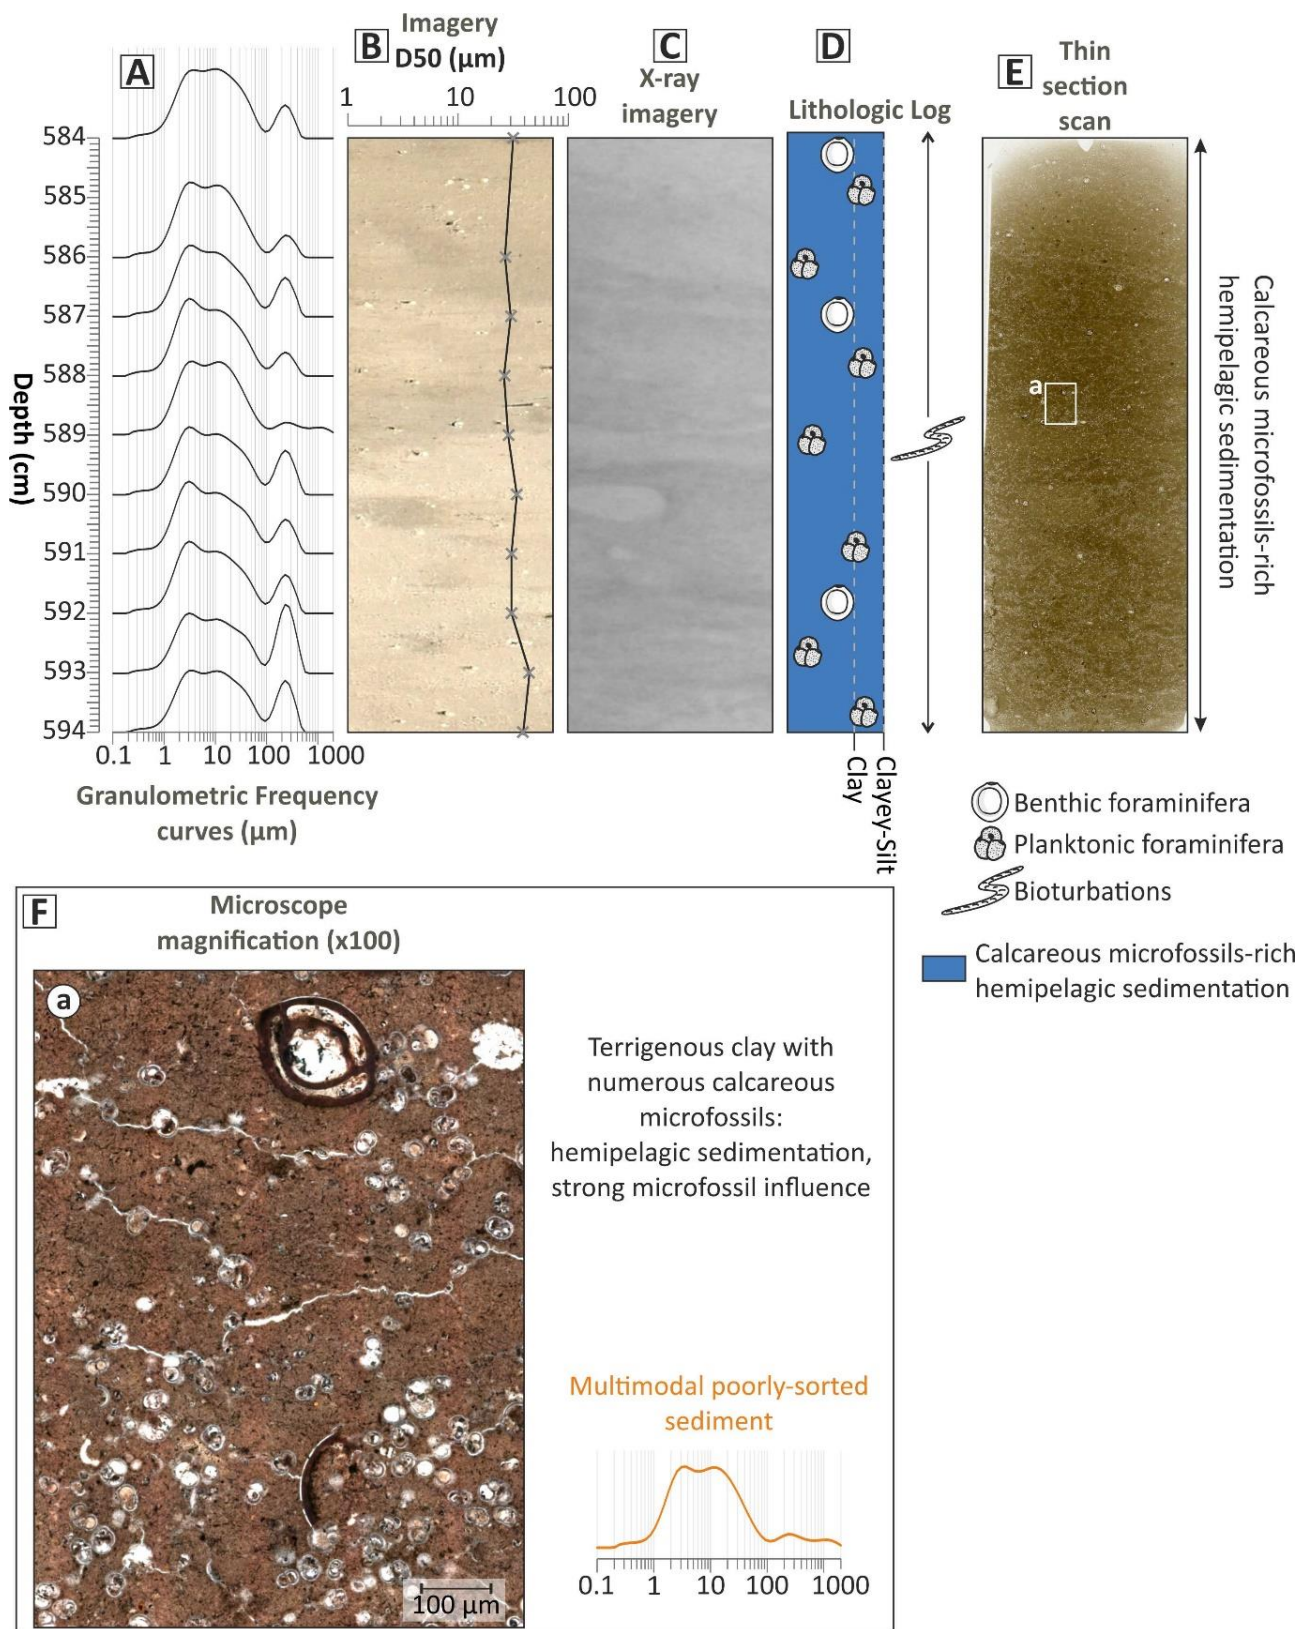 A
B
Imagery
D50 (µm)
1
10
100
C
X-ray
imagery
D
Lithologic Log
E
Thin
section
scan
584
585
586
587
588
589
590
591
592
593
594
Depth (cm)
0.1
1
10
100
1000
Granulometric Frequency
curves (µm)
Clay
Clayey-Silt
a
Calcareous microfossils-rich
hemipelagic sedimentation
Benthic foraminifera
Planktonic foraminifera
Bioturbations
Calcareous microfossils-rich
hemipelagic sedimentation
F
Microscope
magnification (x100)
a
100 µm
Terrigenous clay with
numerous calcareous
microfossils:
hemipelagic sedimentation,
strong microfossil influence
Multimodal poorly-sorted
sediment
0.1
1
10
100
1000